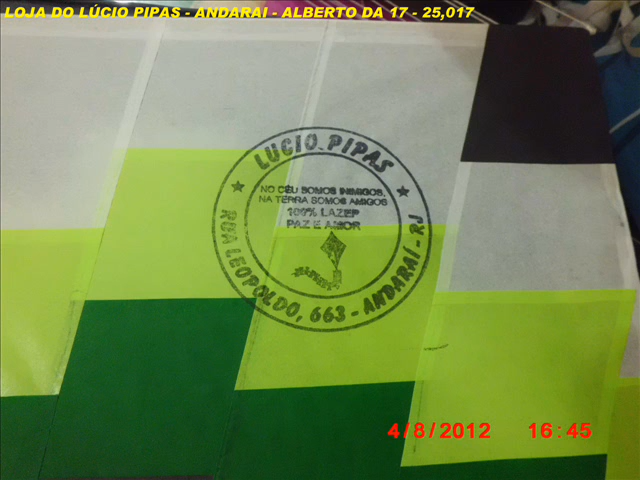 LOJA DO LÚCIO PIPAS - ANDARAI - ALBERTO DA 17 - 25,017
LUCIO PIPAS
NO CÉU SOMOS INIMIGOS,
NA TERRA SOMOS AMIGOS
100% LAZER
PAZ E AMOR
RUA LEOPOLDO, 663 - ANDARAÍ - RJ
4/8/2012 16:45